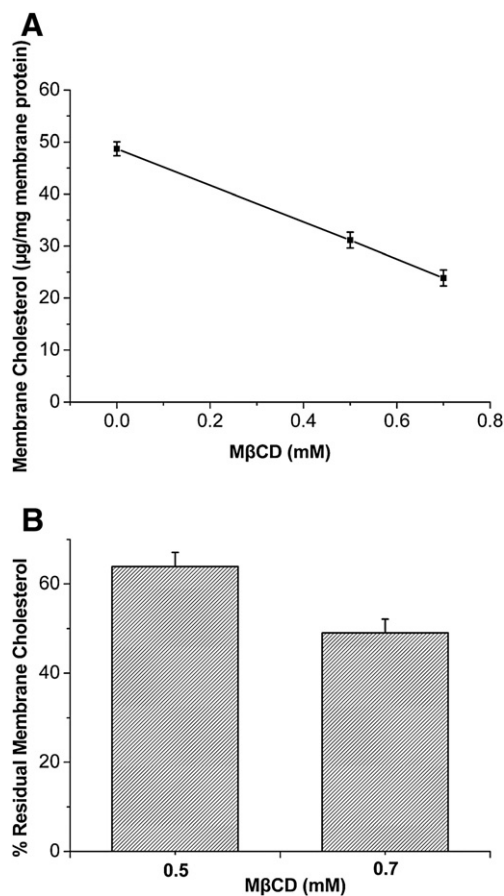 A
Membrane Cholesterol (µg/mg membrane protein)
60
50
40
30
20
10
0
0.0 0.2 0.4 0.6 0.8
MβCD (mM)
B
% Residual Membrane Cholesterol
60
40
20
0
0.5 0.7
MβCD (mM)